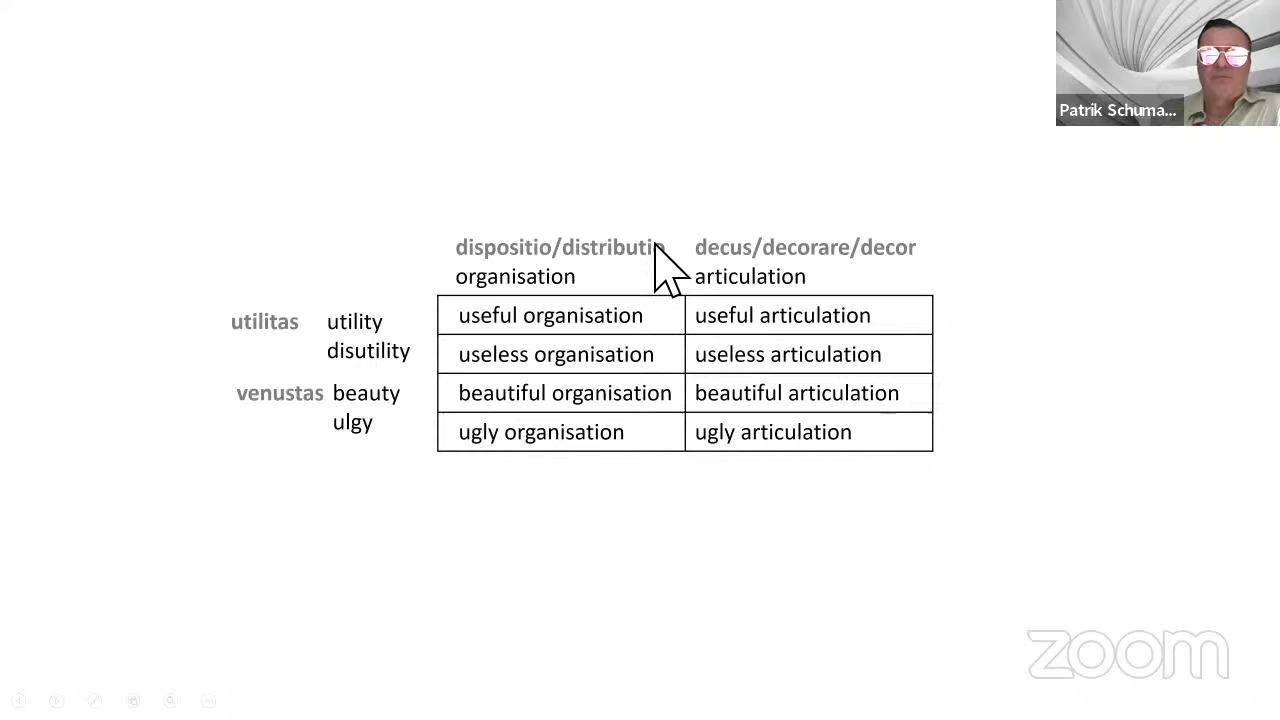 Patrik Schuma...
dispositio/distributio decus/decorare/decor
organisation articulation
utilitas utility useful organisation useful articulation
disutility useless organisation useless articulation
venustas beauty beautiful organisation beautiful articulation
ulgy ugly organisation ugly articulation
zoom